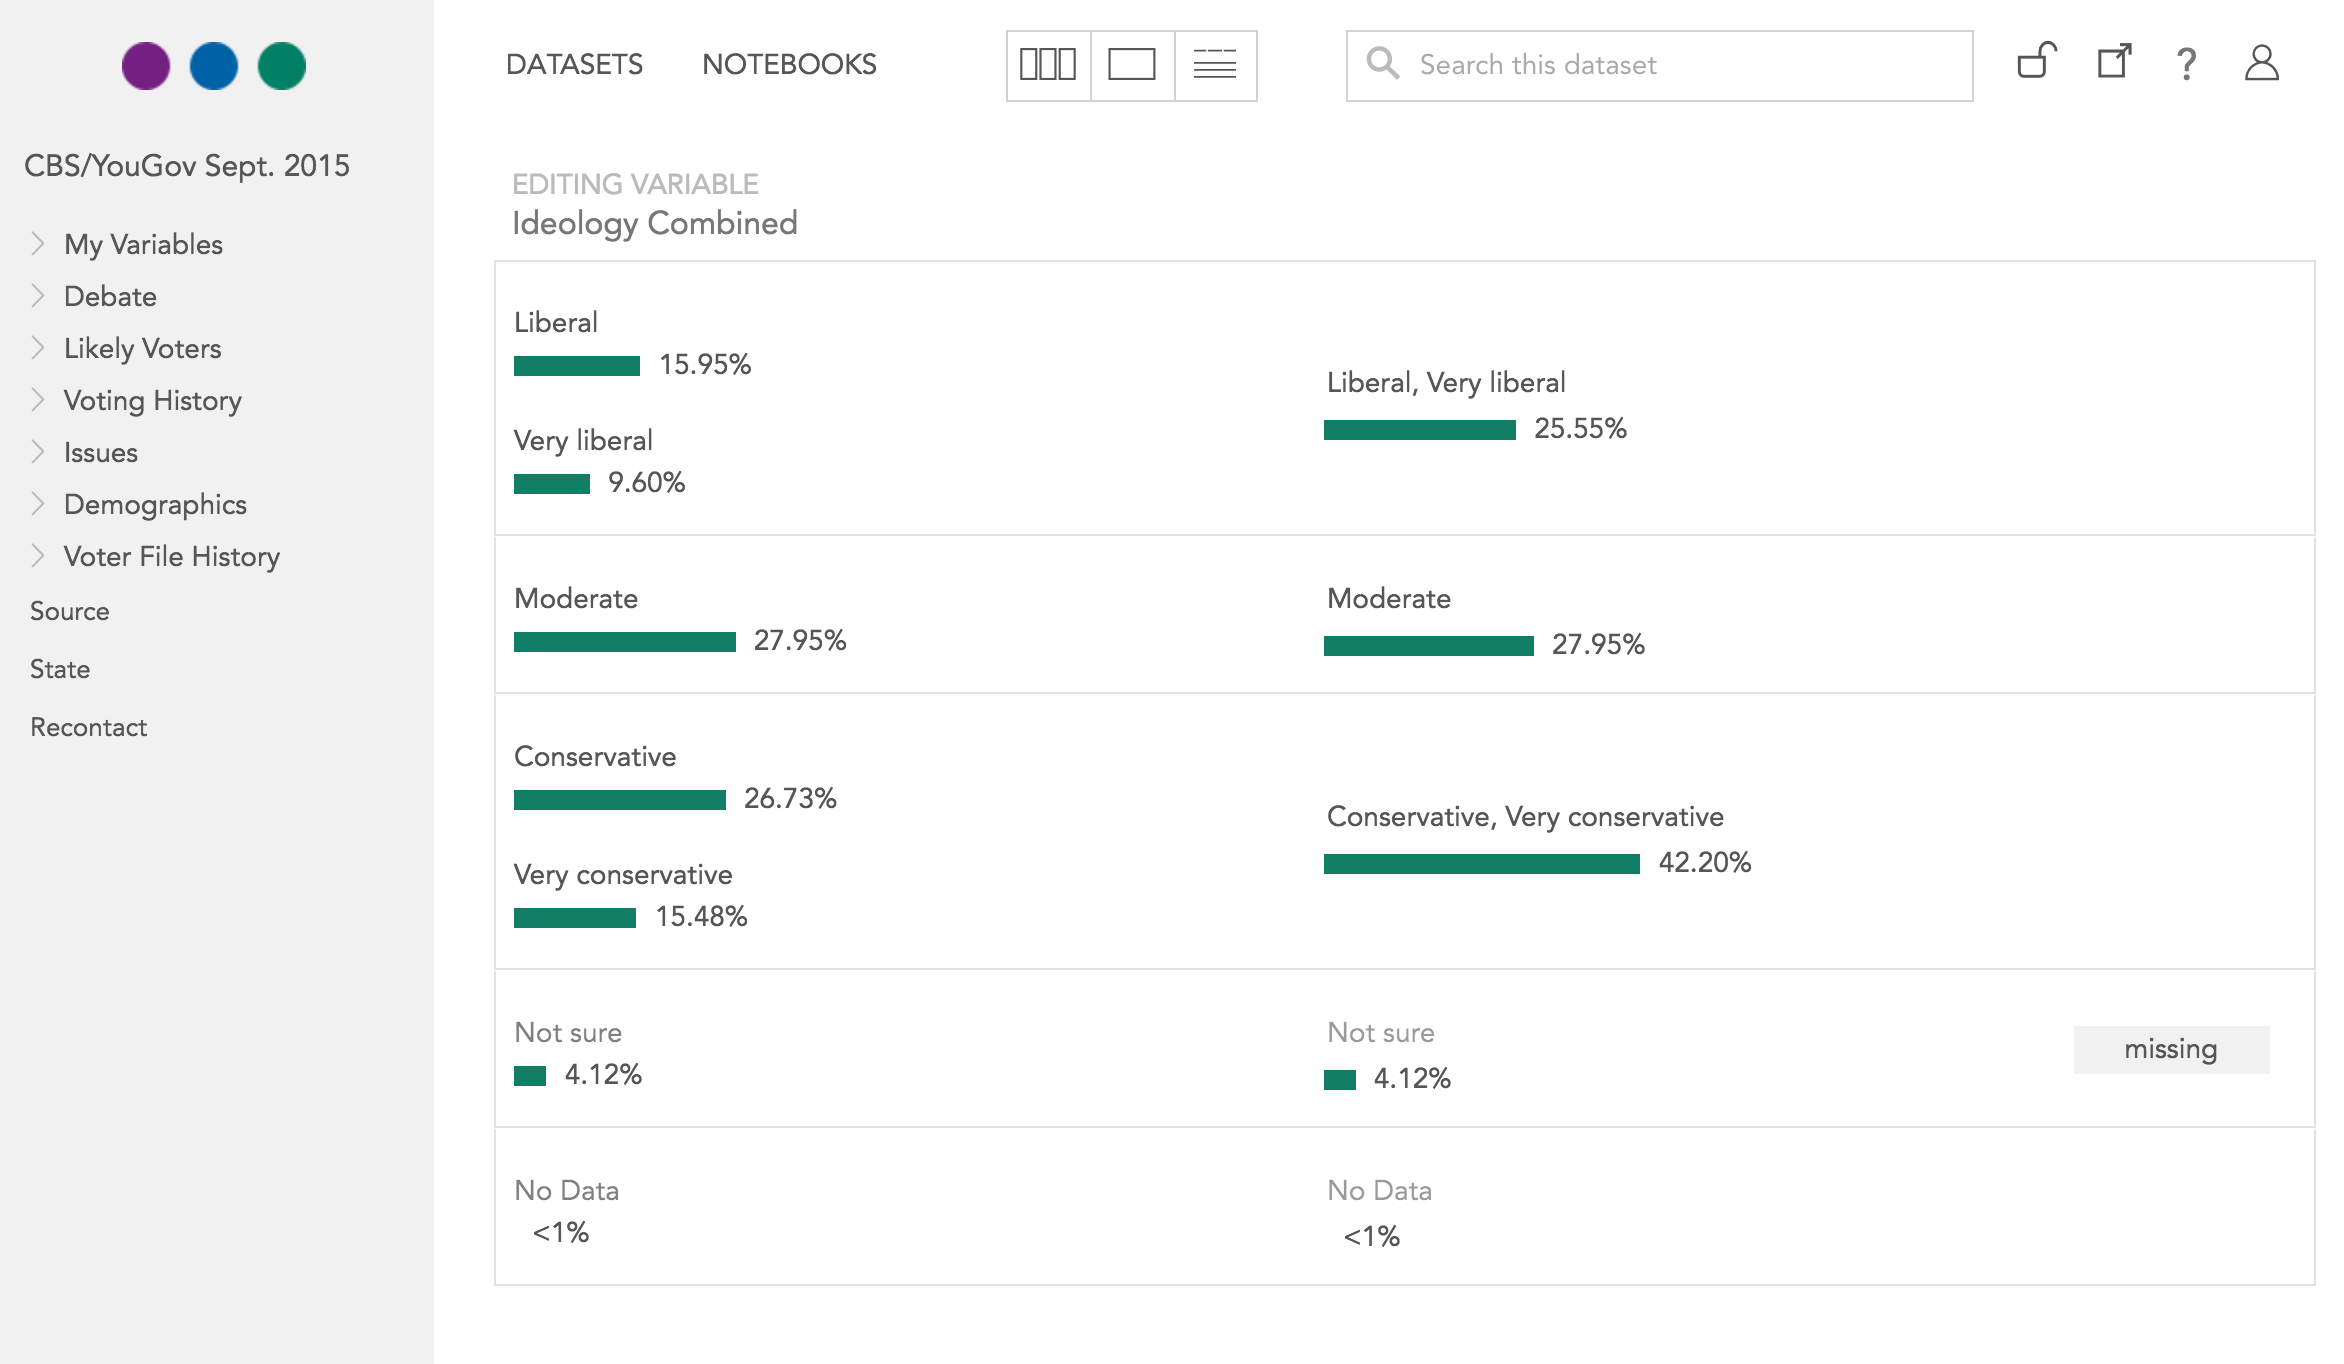 DATASETS
NOTEBOOKS
Search this dataset
?
CBS/YouGov Sept. 2015
My Variables
Debate
Likely Voters
Voting History
Issues
Demographics
Voter File History
Source
State
Recontact
EDITING VARIABLE
Ideology Combined
Liberal
15.95%
Very liberal
9.60%
Liberal, Very liberal
25.55%
Moderate
27.95%
Moderate
27.95%
Conservative
26.73%
Very conservative
15.48%
Conservative, Very conservative
42.20%
Not sure
4.12%
Not sure
4.12%
missing
No Data
<1%
No Data
<1%